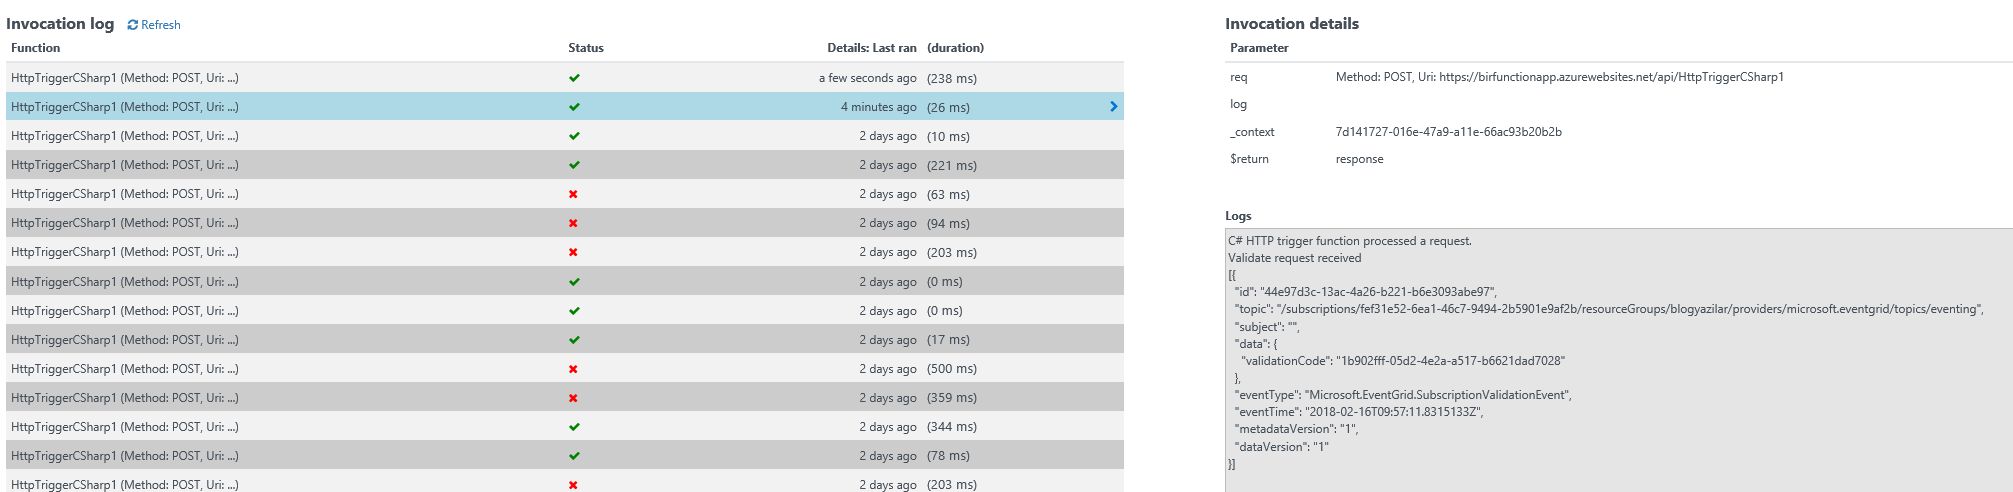 Invocation log Refresh
Function Status Details: Last ran (duration)
HttpTriggerCSharp1 (Method: POST, Uri: ...) a few seconds ago (238 ms)
HttpTriggerCSharp1 (Method: POST, Uri: ...) 4 minutes ago (26 ms)
HttpTriggerCSharp1 (Method: POST, Uri: ...) 2 days ago (10 ms)
HttpTriggerCSharp1 (Method: POST, Uri: ...) 2 days ago (221 ms)
HttpTriggerCSharp1 (Method: POST, Uri: ...) 2 days ago (63 ms)
HttpTriggerCSharp1 (Method: POST, Uri: ...) 2 days ago (94 ms)
HttpTriggerCSharp1 (Method: POST, Uri: ...) 2 days ago (203 ms)
HttpTriggerCSharp1 (Method: POST, Uri: ...) 2 days ago (0 ms)
HttpTriggerCSharp1 (Method: POST, Uri: ...) 2 days ago (0 ms)
HttpTriggerCSharp1 (Method: POST, Uri: ...) 2 days ago (17 ms)
HttpTriggerCSharp1 (Method: POST, Uri: ...) 2 days ago (500 ms)
HttpTriggerCSharp1 (Method: POST, Uri: ...) 2 days ago (359 ms)
HttpTriggerCSharp1 (Method: POST, Uri: ...) 2 days ago (344 ms)
HttpTriggerCSharp1 (Method: POST, Uri: ...) 2 days ago (78 ms)
HttpTriggerCSharp1 (Method: POST, Uri: ...) 2 days ago (203 ms)
Invocation details
Parameter
req Method: POST, Uri: https://birfunctionapp.azurewebsites.net/api/HttpTriggerCSharp1
log
_context 7d141727-016e-47a9-a11e-66ac93b20b2b
$return response
Logs
C# HTTP trigger function processed a request.
Validate request received
[{
"id": "44e97d3c-13ac-4a26-b221-b6e3093abe97",
"topic": "/subscriptions/fef31e52-6ea1-46c7-9494-2b5901e9af2b/resourceGroups/blogyazilar/providers/microsoft.eventgrid/topics/eventing",
"subject": "",
"data": {
"validationCode": "1b902fff-05d2-4e2a-a517-b6621dad7028"
},
"eventType": "Microsoft.EventGrid.SubscriptionValidationEvent",
"eventTime": "2018-02-16T09:57:11.8315133Z",
"metadataVersion": "1",
"dataVersion": "1"
}]